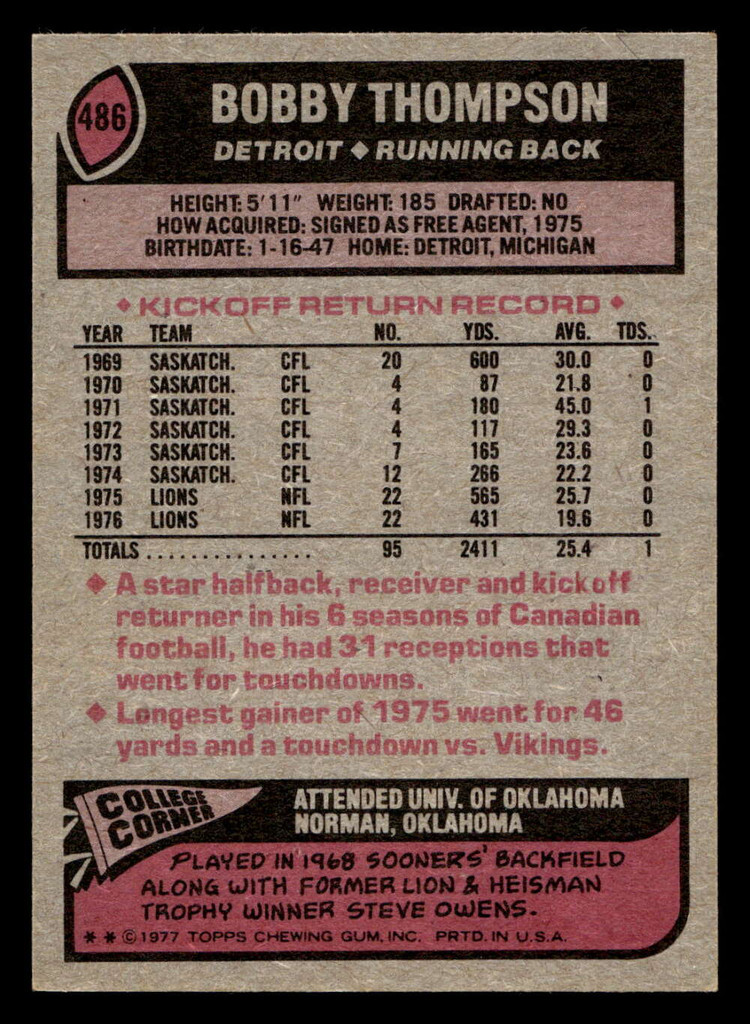 486
BOBBY THOMPSON
DETROIT ◆ RUNNING BACK
HEIGHT: 5'11" WEIGHT: 185 DRAFTED: NO
HOW ACQUIRED: SIGNED AS FREE AGENT, 1975
BIRTHDATE: 1-16-47 HOME: DETROIT, MICHIGAN
◆ KICKOFF RETURN RECORD ◆
YEAR TEAM NO. YDS. AVG. TDS.
1969 SASKATCH. CFL 20 600 30.0 0
1970 SASKATCH. CFL 4 87 21.8 0
1971 SASKATCH. CFL 4 180 45.0 1
1972 SASKATCH. CFL 4 117 29.3 0
1973 SASKATCH. CFL 7 165 23.6 0
1974 SASKATCH. CFL 12 266 22.2 0
1975 LIONS NFL 22 565 25.7 0
1976 LIONS NFL 22 431 19.6 0
TOTALS ............... 95 2411 25.4 1
◆ A star halfback, receiver and kickoff
returner in his 6 seasons of Canadian
football, he had 31 receptions that
went for touchdowns.
◆ Longest gainer of 1975 went for 46
yards and a touchdown vs. Vikings.
COLLEGE
CORNER
ATTENDED UNIV. OF OKLAHOMA
NORMAN, OKLAHOMA
PLAYED IN 1968 SOONERS' BACKFIELD
ALONG WITH FORMER LION & HEISMAN
TROPHY WINNER STEVE OWENS.
* * © 1977 TOPPS CHEWING GUM, INC. PRTD. IN U.S.A.